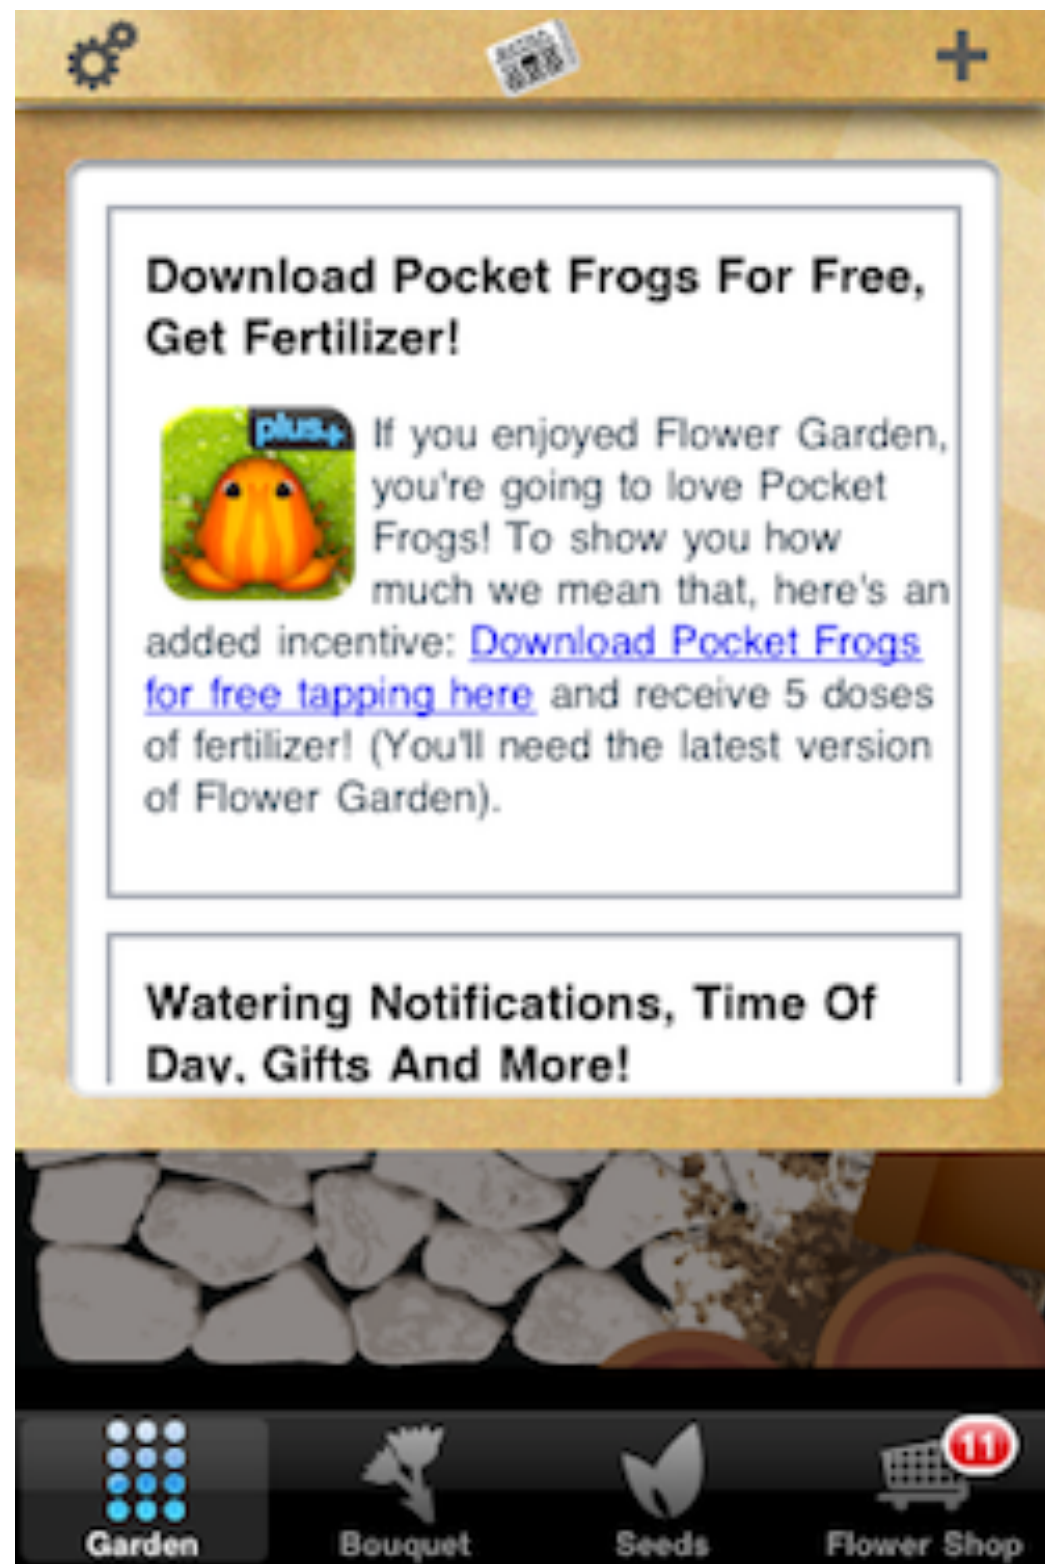 Download Pocket Frogs For Free,
Get Fertilizer!
plus+
If you enjoyed Flower Garden,
you're going to love Pocket
Frogs! To show you how
much we mean that, here's an
added incentive: Download Pocket Frogs
for free tapping here and receive 5 doses
of fertilizer! (You'll need the latest version
of Flower Garden).
Watering Notifications, Time Of
Day, Gifts And More!
11
Garden
Bouquet
Seeds
Flower Shop